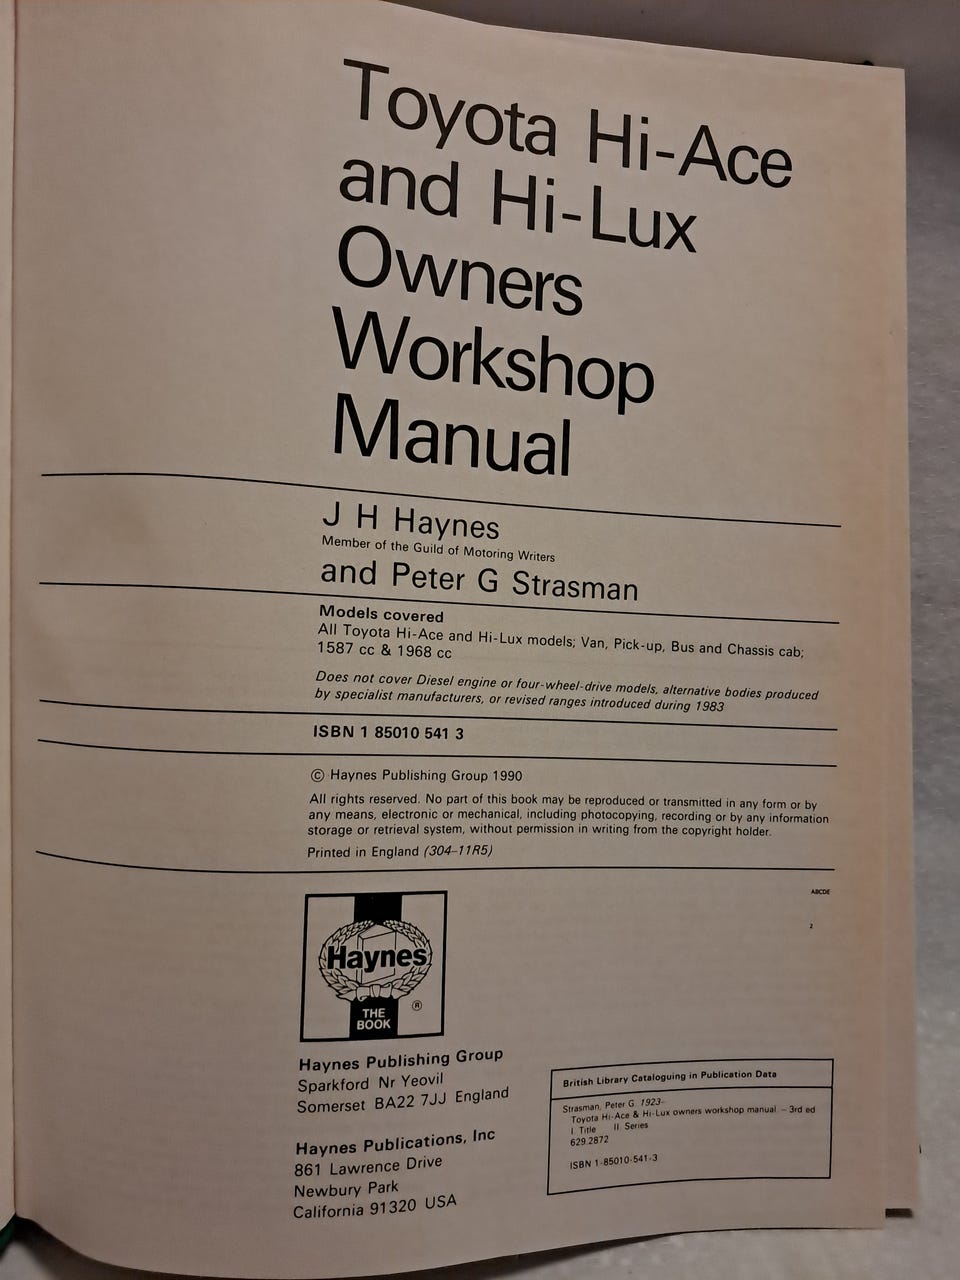 Toyota Hi-Ace
and Hi-Lux
Owners
Workshop
Manual
J H Haynes
Member of the Guild of Motoring Writers
and Peter G Strasman
Models covered
All Toyota Hi-Ace and Hi-Lux models; Van, Pick-up, Bus and Chassis cab;
1587 cc & 1968 cc
Does not cover Diesel engine or four-wheel-drive models, alternative bodies produced
by specialist manufacturers, or revised ranges introduced during 1983
ISBN 1 85010 541 3
© Haynes Publishing Group 1990
All rights reserved. No part of this book may be reproduced or transmitted in any form or by
any means, electronic or mechanical, including photocopying, recording or by any information
storage or retrieval system, without permission in writing from the copyright holder.
Printed in England (304-11R5)
ABCDE
2
Haynes
®
THE
BOOK
Haynes Publishing Group
Sparkford Nr Yeovil
Somerset BA22 7JJ England
Haynes Publications, Inc
861 Lawrence Drive
Newbury Park
California 91320 USA
British Library Cataloguing in Publication Data
Strasman, Peter G. 1923-
Toyota Hi-Ace & Hi-Lux owners workshop manual. – 3rd ed
I Title II Series
629.2872
ISBN 1-85010-541-3